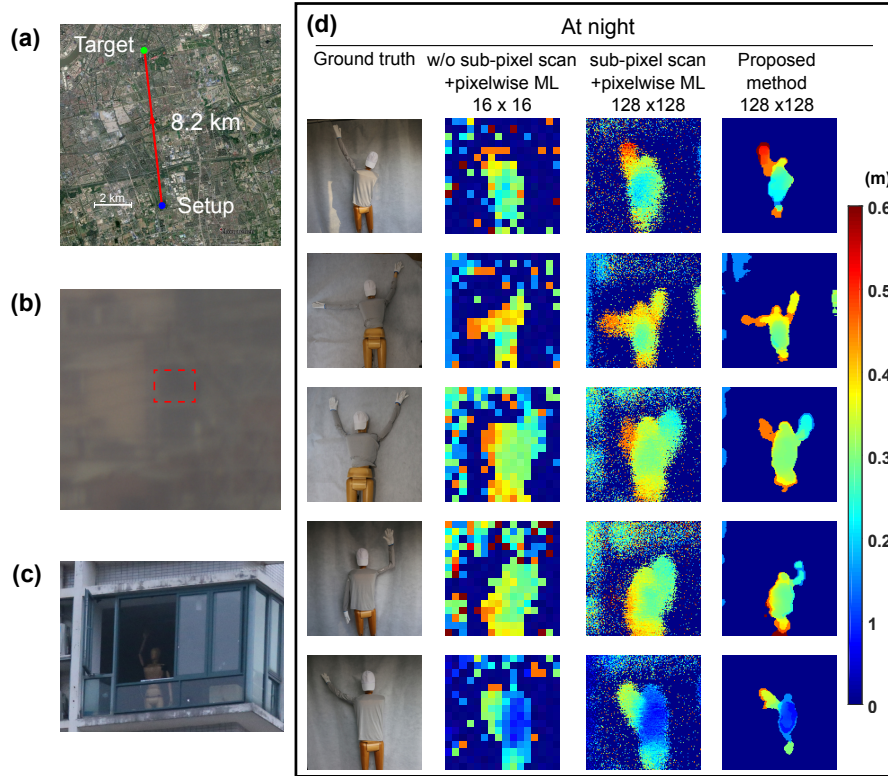 (a)
Target
8.2 km
2 km
Setup
(b)
(c)
(d)
At night
Ground truth
w/o sub-pixel scan
+pixelwise ML
16 x 16
sub-pixel scan
+pixelwise ML
128 x128
Proposed
method
128 x128
(m)
0.6
0.5
0.4
0.3
0.2
1
0